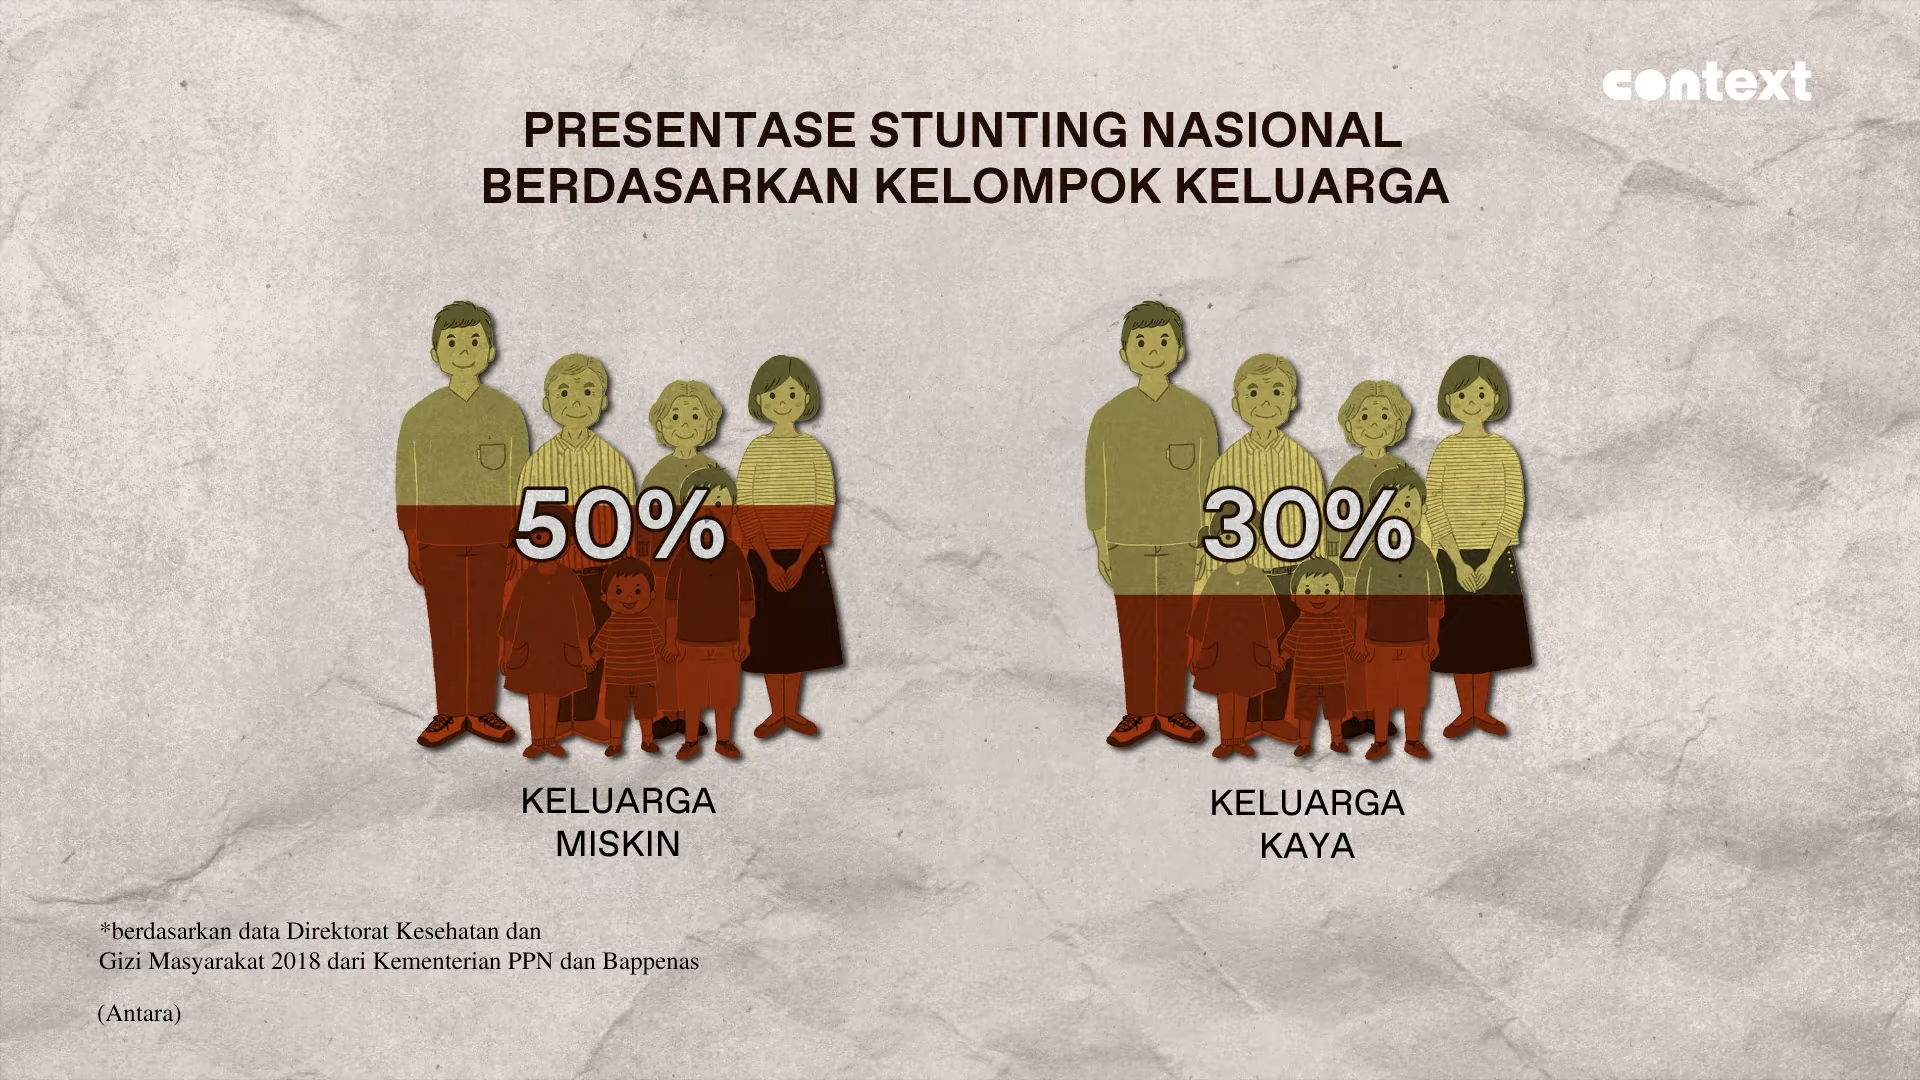 context
PRESENTASE STUNTING NASIONAL
BERDASARKAN KELOMPOK KELUARGA
50%
30%
KELUARGA
MISKIN
KELUARGA
KAYA
*berdasarkan data Direktorat Kesehatan dan
Gizi Masyarakat 2018 dari Kementerian PPN dan Bappenas
(Antara)